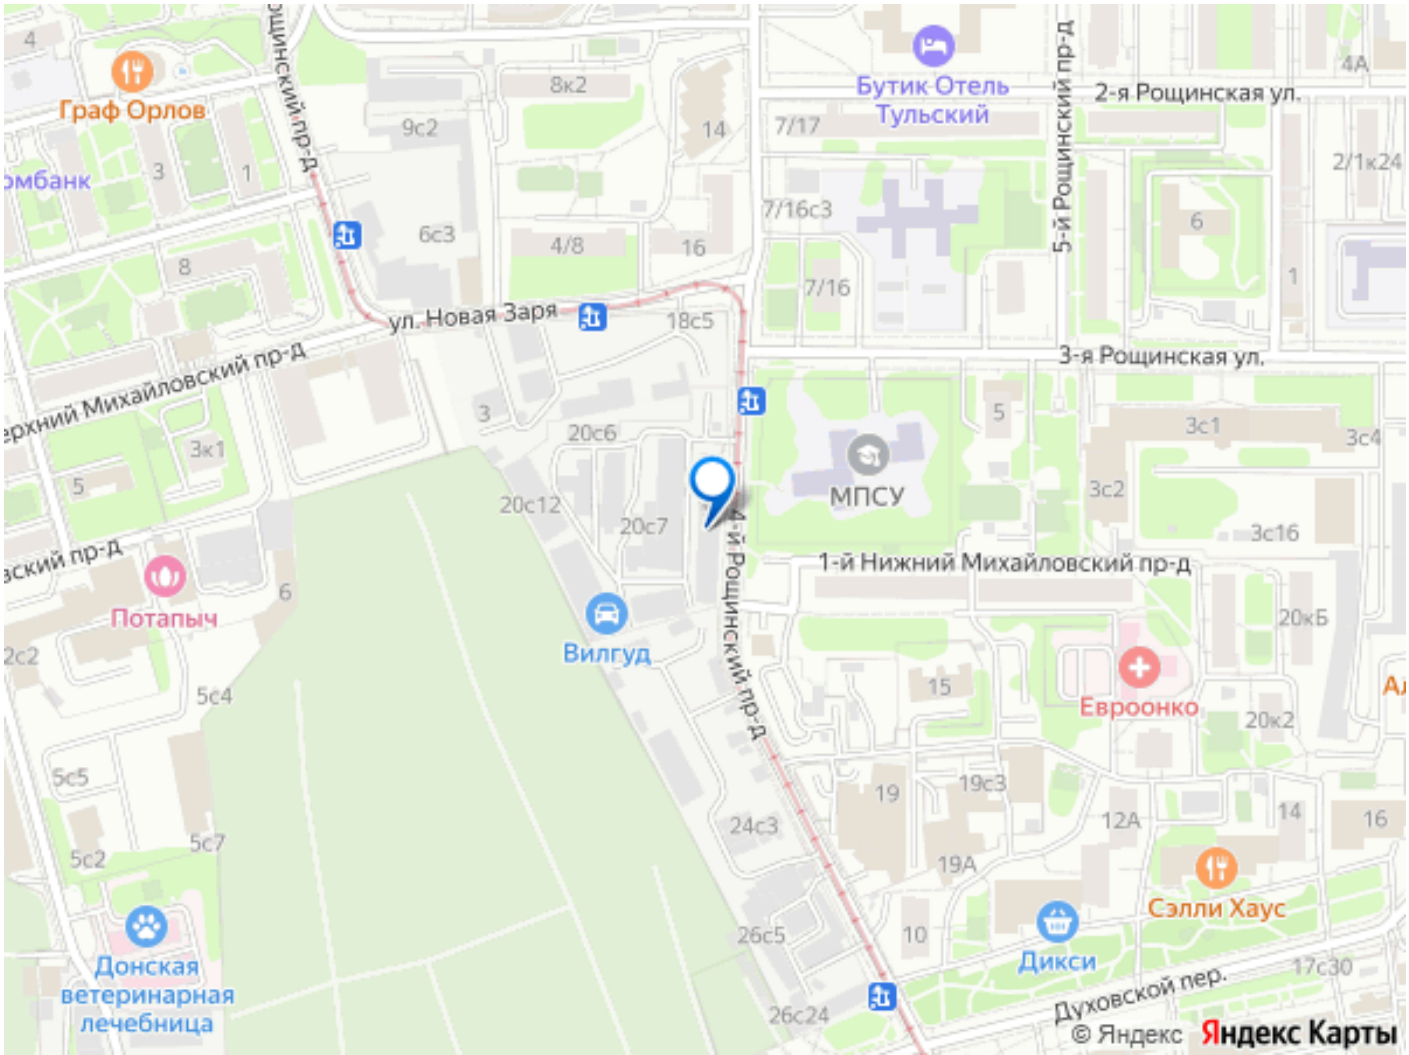 4
Граф Орлов
ощинский пр-д
8к2
9с2
14
Бутик Отель
Тульский
7/17
5-й Рощинский пр-д
2-я Рощинская ул.
4А
2/1к24
омбанк
3
1
7/16с3
6
6с3
4/8
16
8
7/16
1
ул. Новая Заря
18с5
3-я Рощинская ул.
ерхний Михайловский пр-д
3
5
3с1
3с4
20с6
3к1
МПСУ
5
3с2
20с12
20с7
3с16
4-й Рощинский пр-д
вский пр-д
1-й Нижний Михайловский пр-д
Потапыч
6
Вилгуд
20кБ
2с2
5с4
15
Евроонко
Ал
20к2
5с5
19
19с3
24с3
12А
14
16
5с2
5с7
19А
Сэлли Хаус
26с5
10
Дикси
Донская
ветеринарная
лечебница
17с30
Духовской пер.
26с24
© Яндекс Яндекс Карты